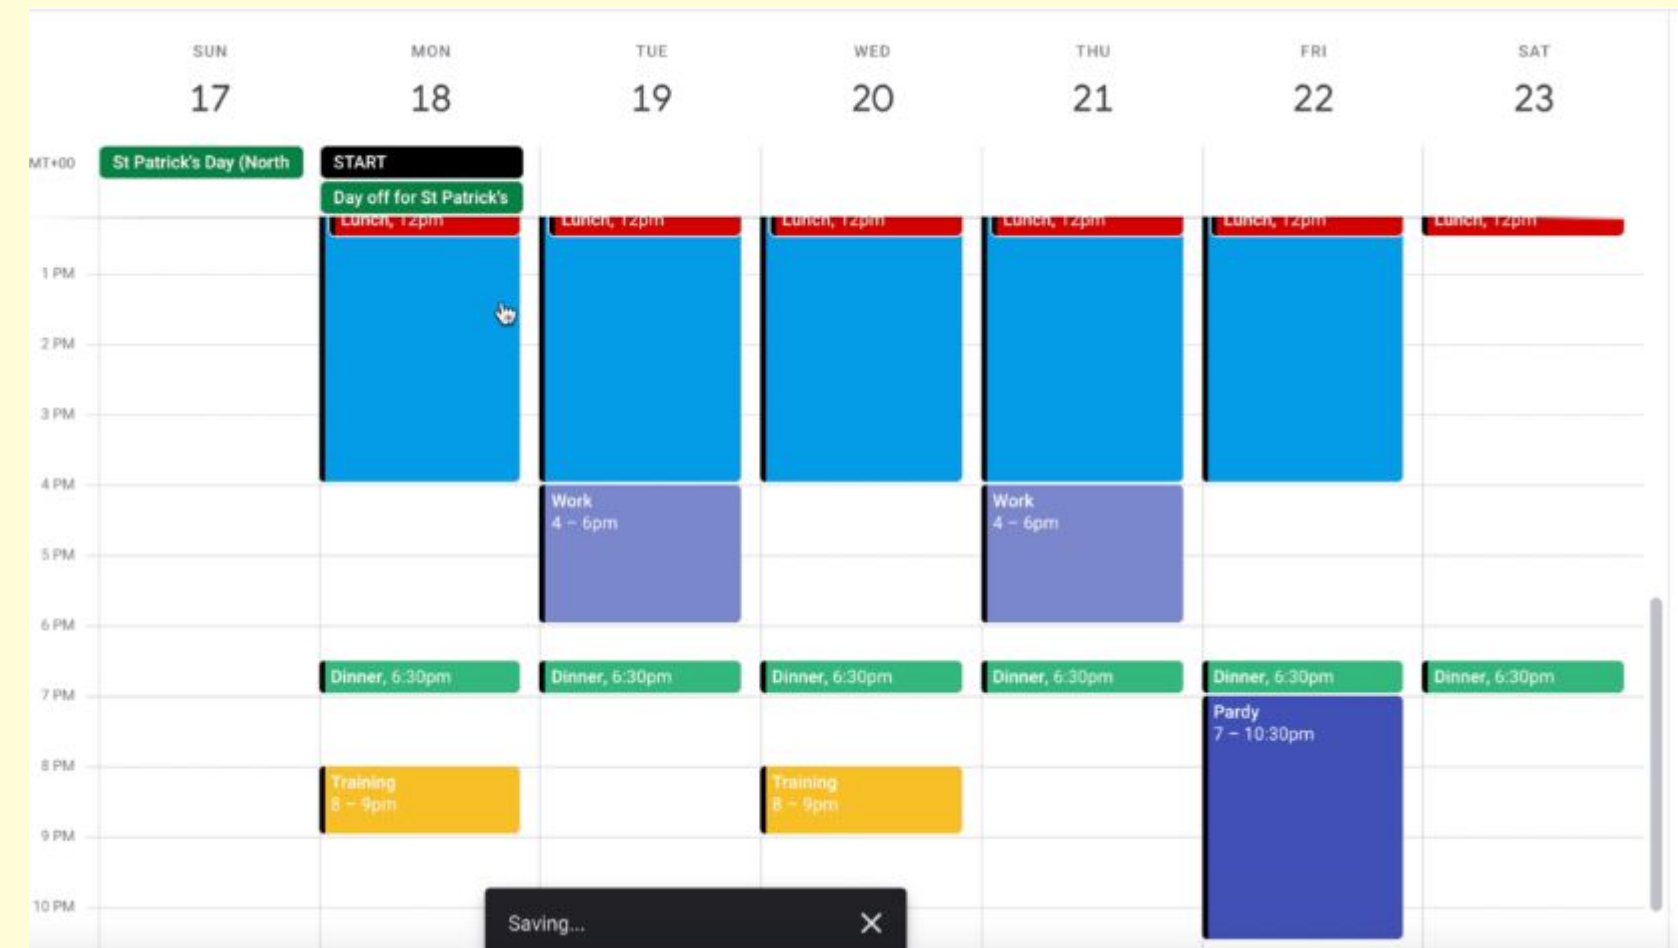 SUN MON TUE WED THU FRI SAT
17 18 19 20 21 22 23
MT+00 St Patrick's Day (North START
Day off for St Patrick's
Lunch, 12pm Lunch, 12pm Lunch, 12pm Lunch, 12pm Lunch, 12pm Lunch, 12pm
1 PM
2 PM
3 PM
4 PM
Work Work
4 – 6pm 4 – 6pm
5 PM
6 PM
Dinner, 6:30pm Dinner, 6:30pm Dinner, 6:30pm Dinner, 6:30pm Dinner, 6:30pm Dinner, 6:30pm
7 PM
Pardy
7 – 10:30pm
8 PM
Training Training
8 – 9pm 8 – 9pm
9 PM
10 PM
Saving...